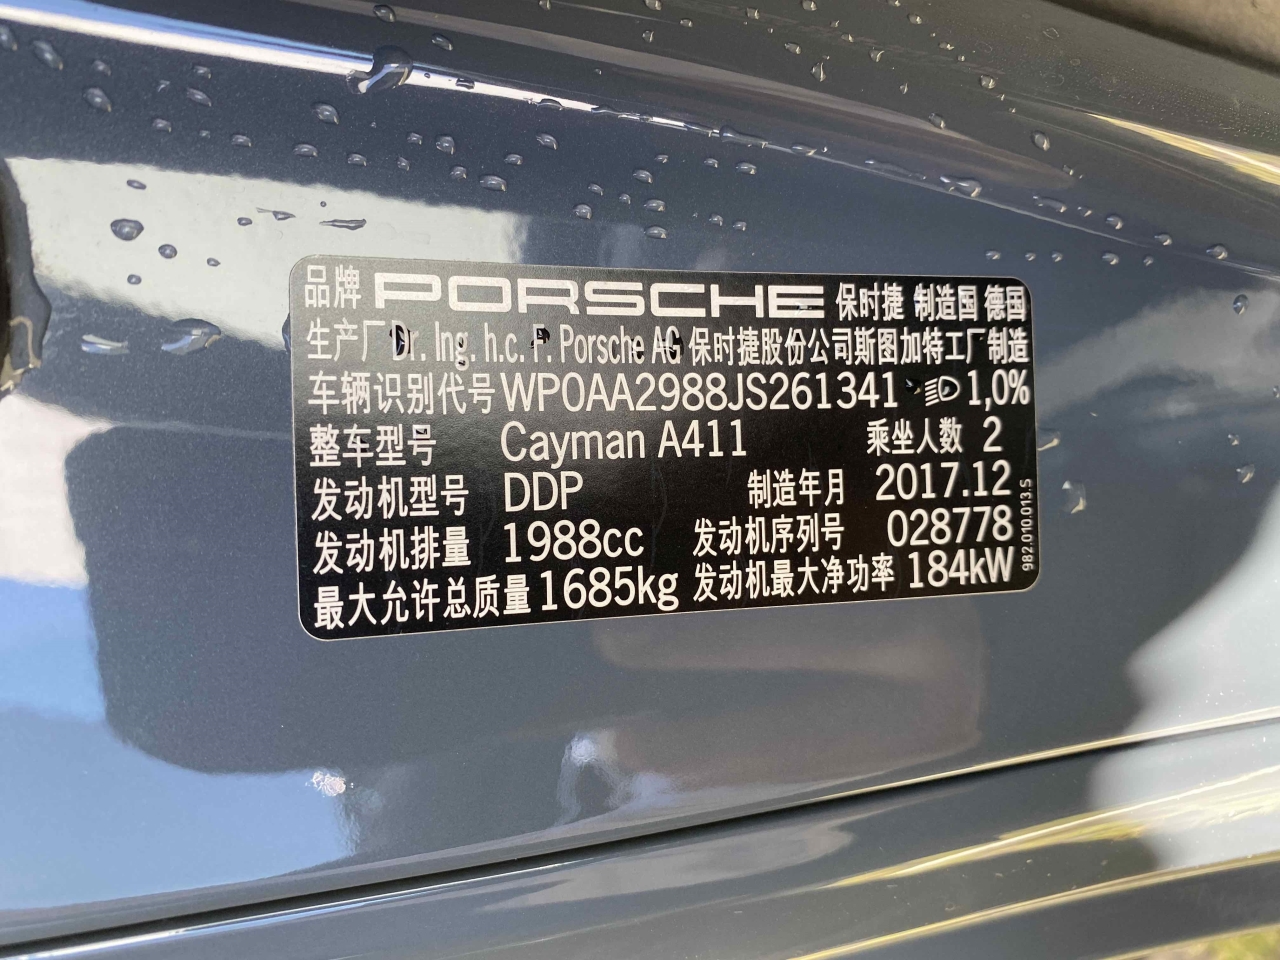 品牌 PORSCHE 保时捷 制造国 德国
生产厂 Dr. Ing. h.c. F. Porsche AG 保时捷股份公司斯图加特工厂制造
车辆识别代号 WP0AA2988JS261341 1,0%
整车型号 Cayman A411 乘坐人数 2
发动机型号 DDP 制造年月 2017.12
发动机排量 1988cc 发动机序列号 028778
最大允许总质量 1685kg 发动机最大净功率 184kW
982.010.013.S